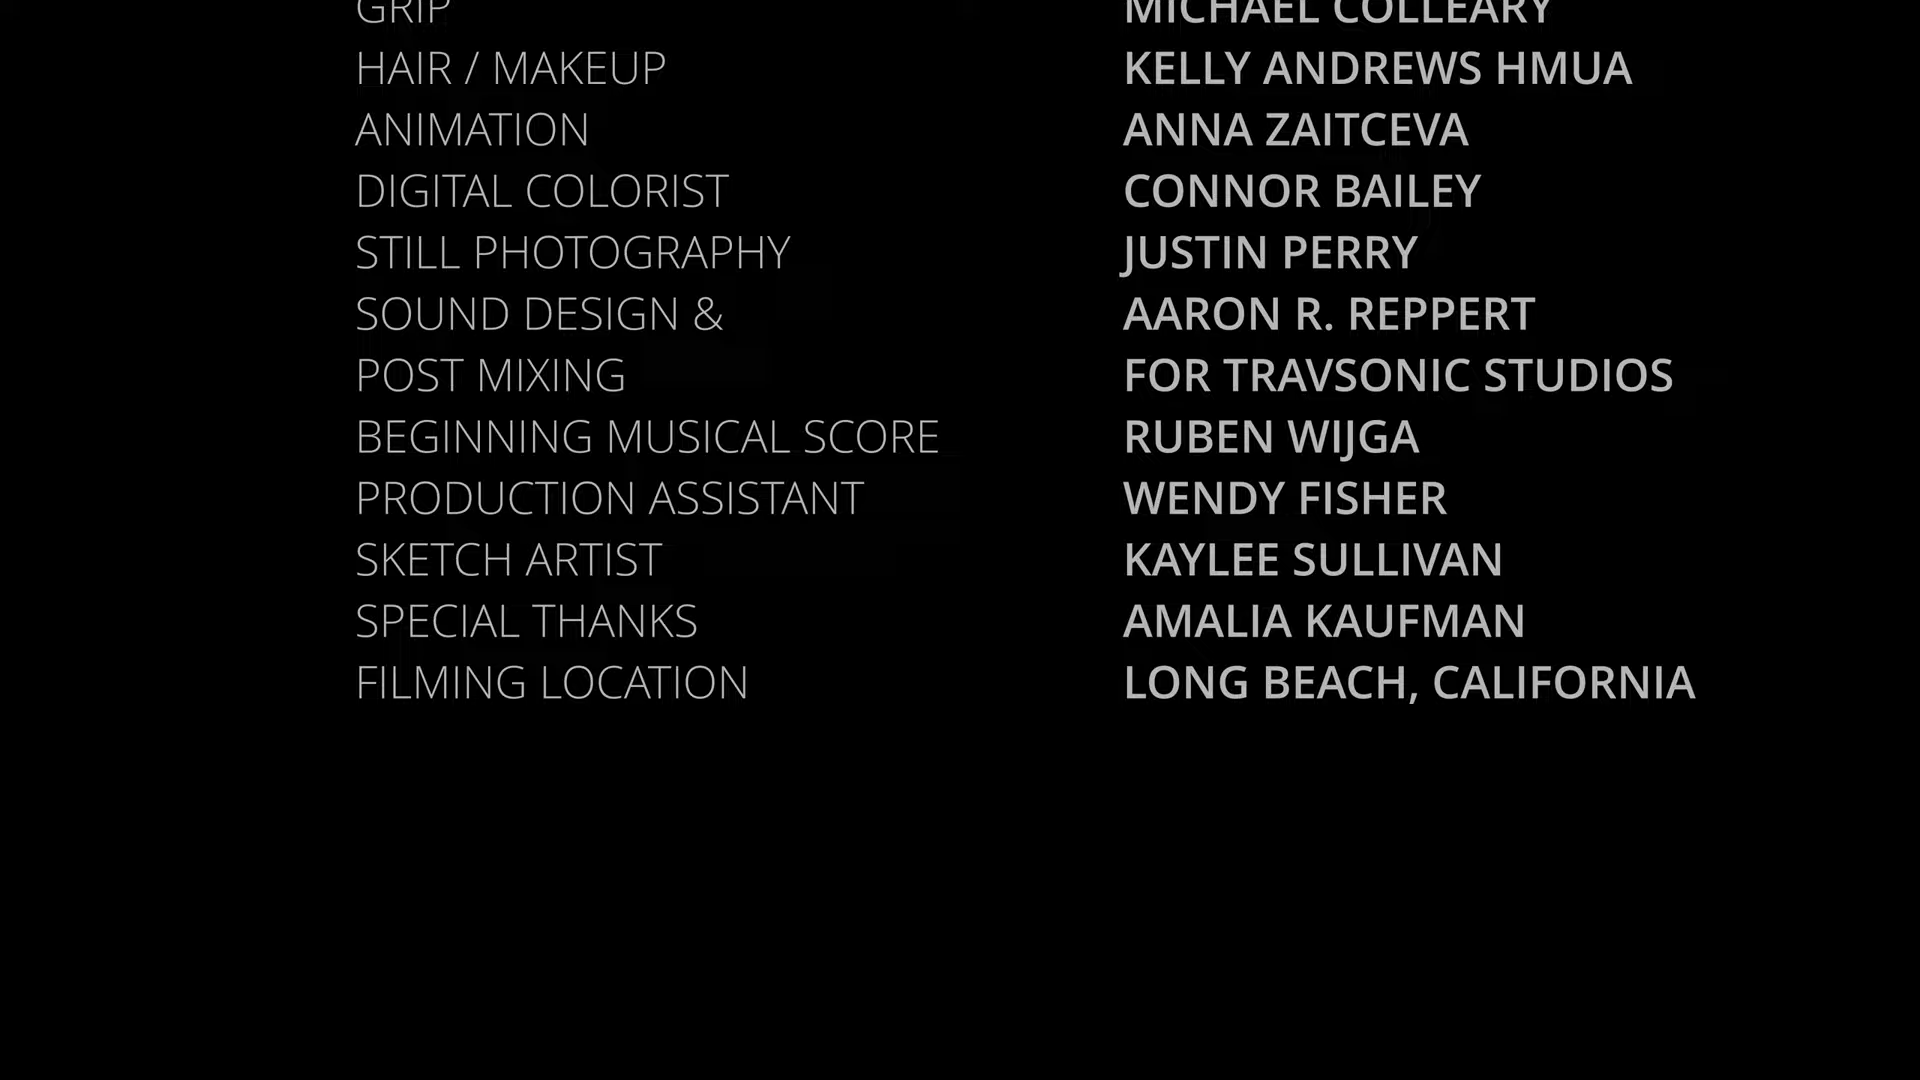 GRIP MICHAEL COLLEARY
HAIR / MAKEUP KELLY ANDREWS HMUA
ANIMATION ANNA ZAITCEVA
DIGITAL COLORIST CONNOR BAILEY
STILL PHOTOGRAPHY JUSTIN PERRY
SOUND DESIGN & AARON R. REPPERT
POST MIXING FOR TRAVSONIC STUDIOS
BEGINNING MUSICAL SCORE RUBEN WIJGA
PRODUCTION ASSISTANT WENDY FISHER
SKETCH ARTIST KAYLEE SULLIVAN
SPECIAL THANKS AMALIA KAUFMAN
FILMING LOCATION LONG BEACH, CALIFORNIA